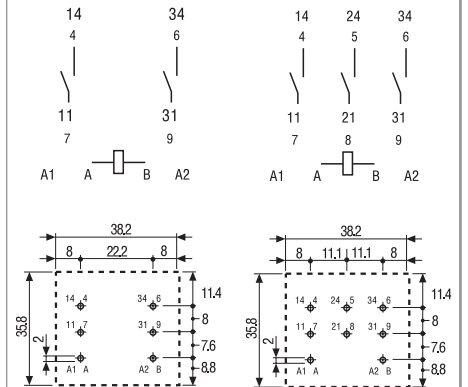 14 34 14 24 34
4 6 4 5 6
11 31 11 21 31
7 9 7 8 9
A1 A B A2 A1 A B A2
38.2 38.2
8 22.2 8 8 11.1 11.1 8
35.8 11.4 35.8 11.4
14 4 34 6 14 4 24 5 34 6
8 8
11 7 31 9 11 7 21 8 31 9
2 7.6 2 7.6
A1 A A2 B A1 A A2 B
8.8 8.8